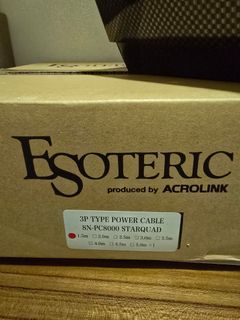 ESOTERIC
produced by ACROLINK
3P TYPE POWER CABLE
8N-PC8000 STARQUAD
1.5m □2.0m □2.5m □3.0m □3.5m
□4.0m □4.5m □5.0m